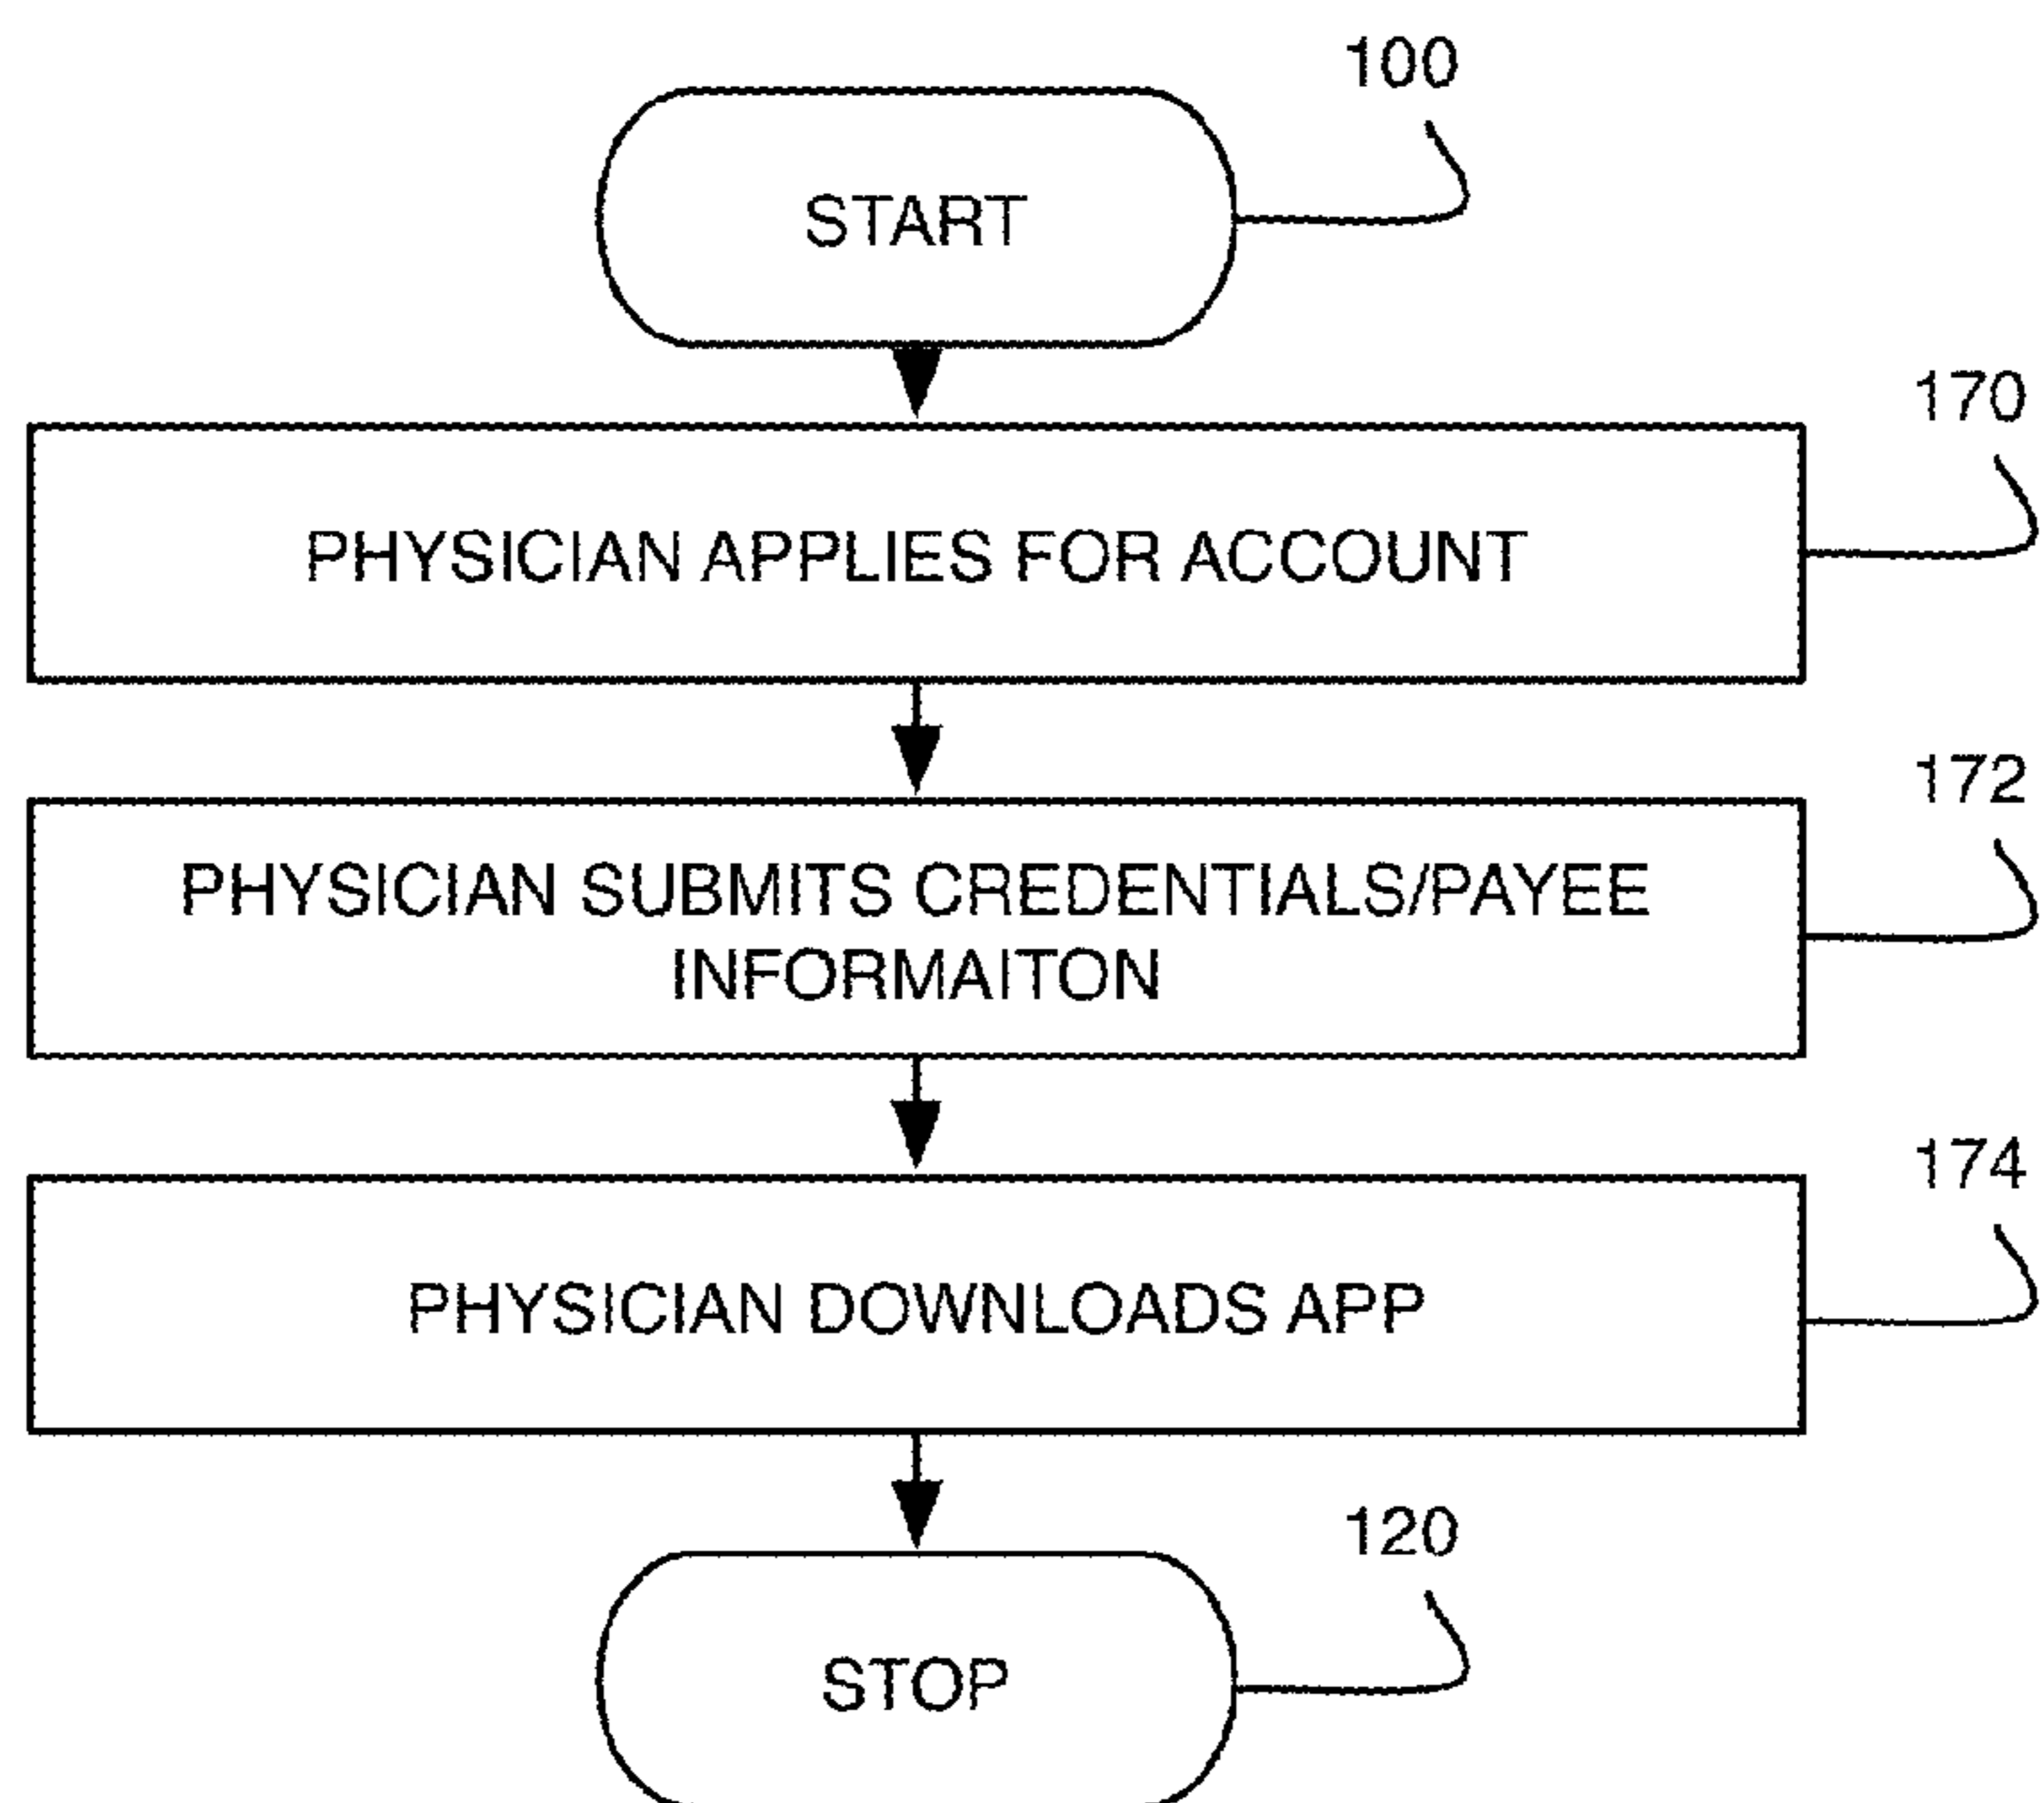 100
START
170
PHYSICIAN APPLIES FOR ACCOUNT
172
PHYSICIAN SUBMITS CREDENTIALS/PAYEE
INFORMAITON
174
PHYSICIAN DOWNLOADS APP
120
STOP